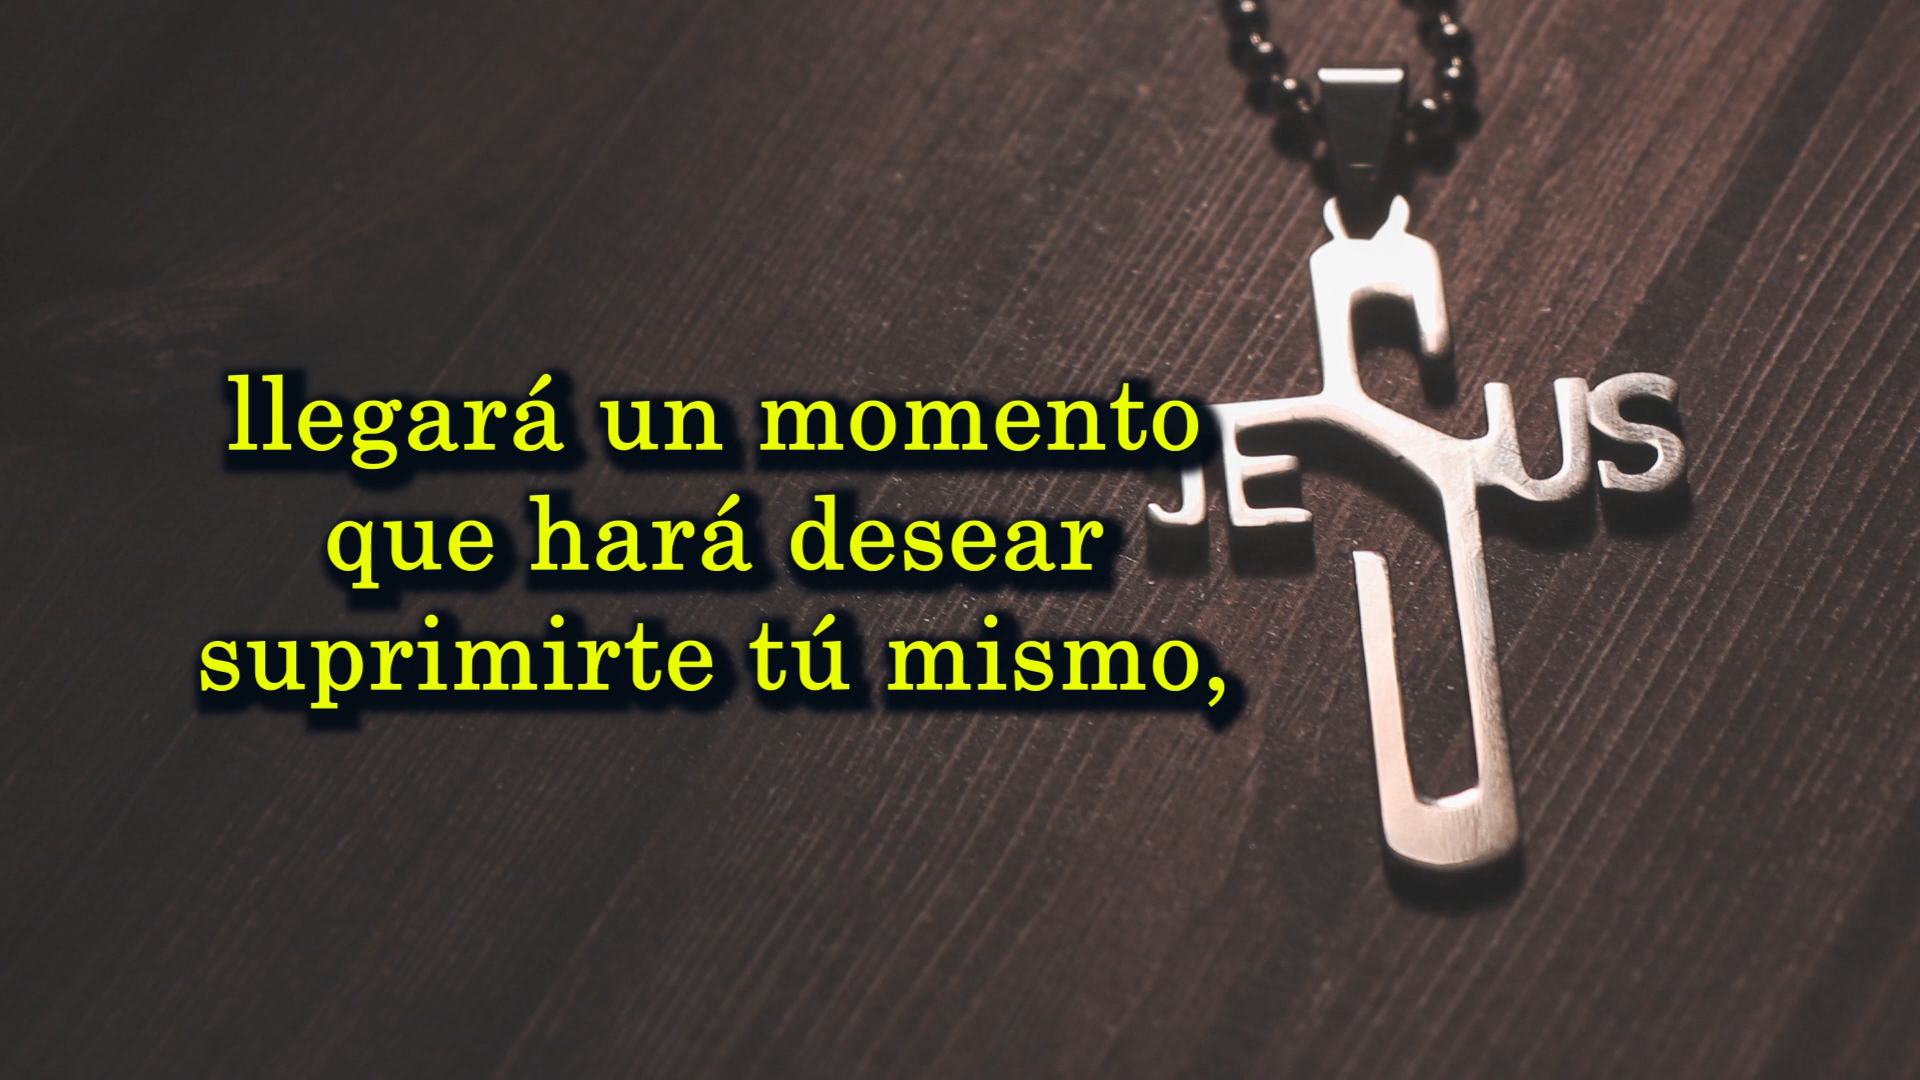 llegará un momento
que hará desear
suprimirte tú mismo,
JESUS